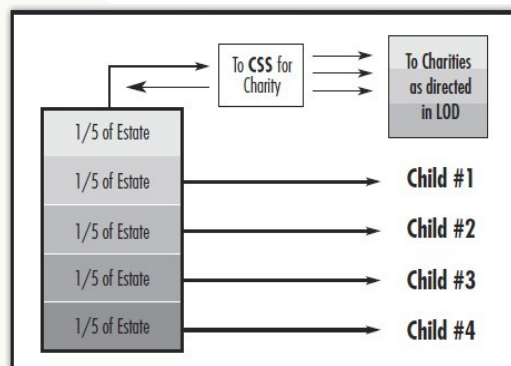 To CSS for
Charity
To Charities
as directed
in LOD
1/5 of Estate
1/5 of Estate
Child #1
1/5 of Estate
Child #2
1/5 of Estate
Child #3
1/5 of Estate
Child #4